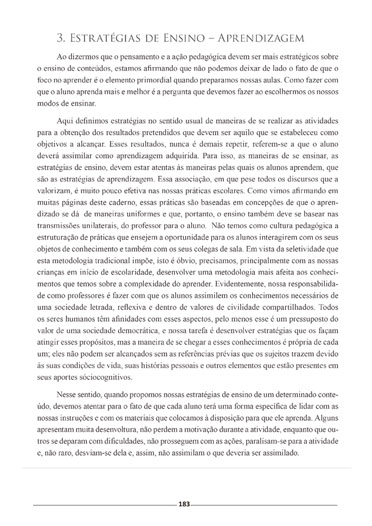 3. Estratégias de Ensino – Aprendizagem
Ao dizermos que o pensamento e a ação pedagógica devem ser mais estratégicos sobre
o ensino de conteúdos, estamos afirmando que não podemos deixar de lado o fato de que o
foco no aprender é o elemento primordial quando preparamos nossas aulas. Como fazer com
que o aluno aprenda mais e melhor é a pergunta que devemos fazer ao escolhermos os nossos
modos de ensinar.
Aqui definimos estratégias no sentido usual de maneiras de se realizar as atividades
para a obtenção dos resultados pretendidos que devem ser aquilo que se estabeleceu como
objetivos a alcançar. Esses resultados, nunca é demais repetir, referem-se a que o aluno
deverá assimilar como aprendizagem adquirida. Para isso, as maneiras de se ensinar, as
estratégias de ensino, devem estar atentas às maneiras pelas quais os alunos aprendem, que
são as estratégias de aprendizagem. Essa associação, em que pese todos os discursos que a
valorizam, é muito pouco efetiva nas nossas práticas escolares. Como vimos afirmando em
muitas páginas deste caderno, essas práticas são baseadas em concepções de que o apren-
dizado se dá de maneiras uniformes e que, portanto, o ensino também deve se basear nas
transmissões unilaterais, do professor para o aluno. Não temos como cultura pedagógica a
estruturação de práticas que ensejem a oportunidade para os alunos interagirem com os seus
objetos de conhecimento e também com os seus colegas de sala. Em vista da seletividade que
esta metodologia tradicional impõe, isto é óbvio, precisamos, principalmente com as nossas
crianças em início de escolaridade, desenvolver uma metodologia mais afeita aos conheci-
mentos que temos sobre a complexidade do aprender. Evidentemente, nossa responsabilida-
de como professores é fazer com que os alunos assimilem os conhecimentos necessários de
uma sociedade letrada, reflexiva e dentro de valores de civilidade compartilhados. Todos
os seres humanos têm afinidades com esses aspectos, pelo menos esse é um pressuposto do
valor de uma sociedade democrática, e nossa tarefa é desenvolver estratégias que os façam
atingir esses propósitos, mas a maneira de se chegar a esses conhecimentos é própria de cada
um; eles não podem ser alcançados sem as referências prévias que os sujeitos trazem devido
às suas condições de vida, suas histórias pessoais e outros elementos que estão presentes em
seus aportes sóciocognitivos.
Nesse sentido, quando propomos nossas estratégias de ensino de um determinado conte-
údo, devemos atentar para o fato de que cada aluno terá uma forma específica de lidar com as
nossas instruções e com os materiais que colocamos à disposição para que ele aprenda. Alguns
apresentam muita desenvoltura, não perdem a motivação durante a atividade, enquanto que ou-
tros se deparam com dificuldades, não prosseguem com as ações, paralisam-se para a atividade
e, não raro, desviam-se dela e, assim, não assimilam o que deveria ser assimilado.
183